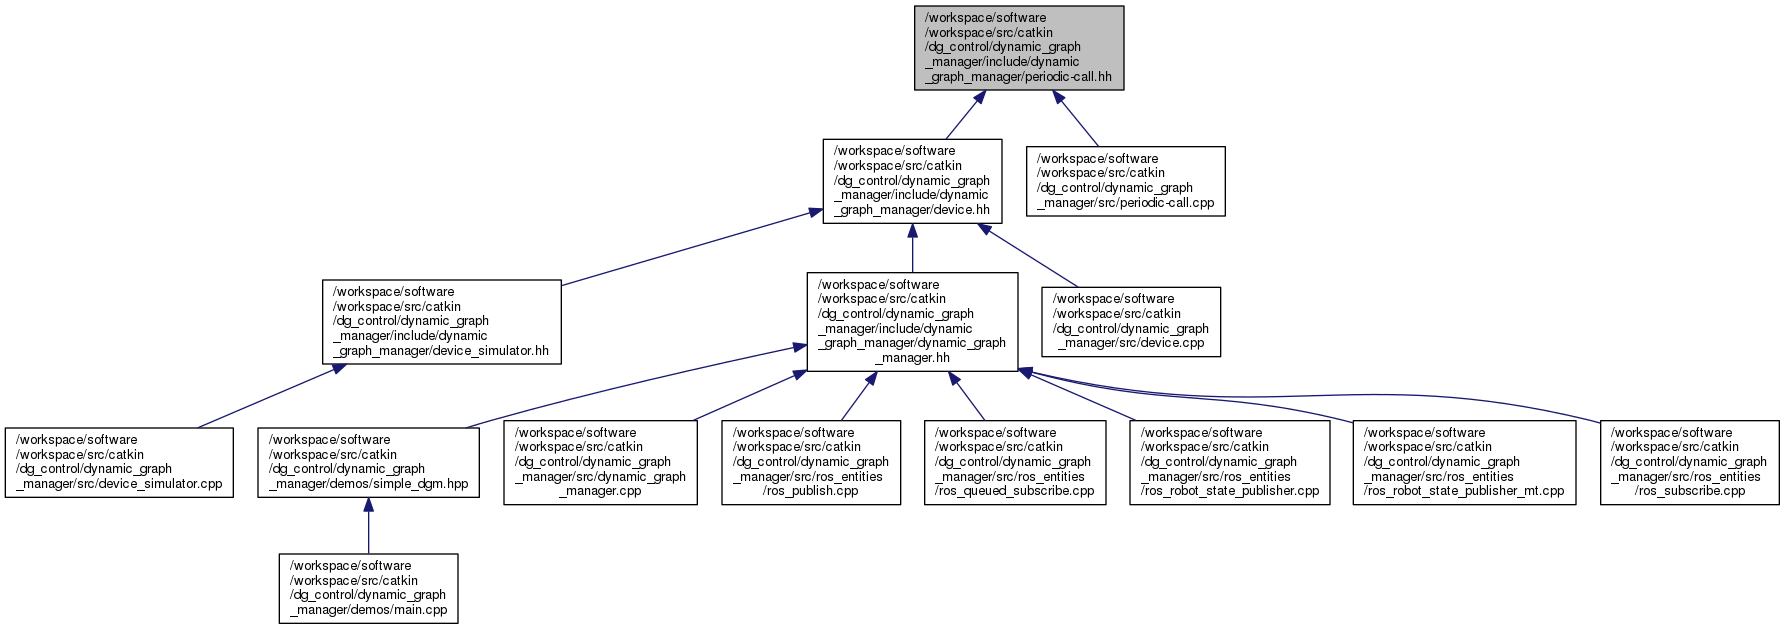 /workspace/software
/workspace/src/catkin
/dg_control/dynamic_graph
_manager/include/dynamic
_graph_manager/periodic-call.hh
/workspace/software
/workspace/src/catkin
/dg_control/dynamic_graph
_manager/include/dynamic
_graph_manager/device.hh
/workspace/software
/workspace/src/catkin
/dg_control/dynamic_graph
_manager/src/periodic-call.cpp
/workspace/software
/workspace/src/catkin
/dg_control/dynamic_graph
_manager/include/dynamic
_graph_manager/device_simulator.hh
/workspace/software
/workspace/src/catkin
/dg_control/dynamic_graph
_manager/include/dynamic
_graph_manager/dynamic_graph
_manager.hh
/workspace/software
/workspace/src/catkin
/dg_control/dynamic_graph
_manager/src/device.cpp
/workspace/software
/workspace/src/catkin
/dg_control/dynamic_graph
_manager/src/device_simulator.cpp
/workspace/software
/workspace/src/catkin
/dg_control/dynamic_graph
_manager/demos/simple_dgm.hpp
/workspace/software
/workspace/src/catkin
/dg_control/dynamic_graph
_manager/src/dynamic_graph
_manager.cpp
/workspace/software
/workspace/src/catkin
/dg_control/dynamic_graph
_manager/src/ros_entities
/ros_publish.cpp
/workspace/software
/workspace/src/catkin
/dg_control/dynamic_graph
_manager/src/ros_entities
/ros_queued_subscribe.cpp
/workspace/software
/workspace/src/catkin
/dg_control/dynamic_graph
_manager/src/ros_entities
/ros_robot_state_publisher.cpp
/workspace/software
/workspace/src/catkin
/dg_control/dynamic_graph
_manager/src/ros_entities
/ros_robot_state_publisher_mt.cpp
/workspace/software
/workspace/src/catkin
/dg_control/dynamic_graph
_manager/src/ros_entities
/ros_subscribe.cpp
/workspace/software
/workspace/src/catkin
/dg_control/dynamic_graph
_manager/demos/main.cpp